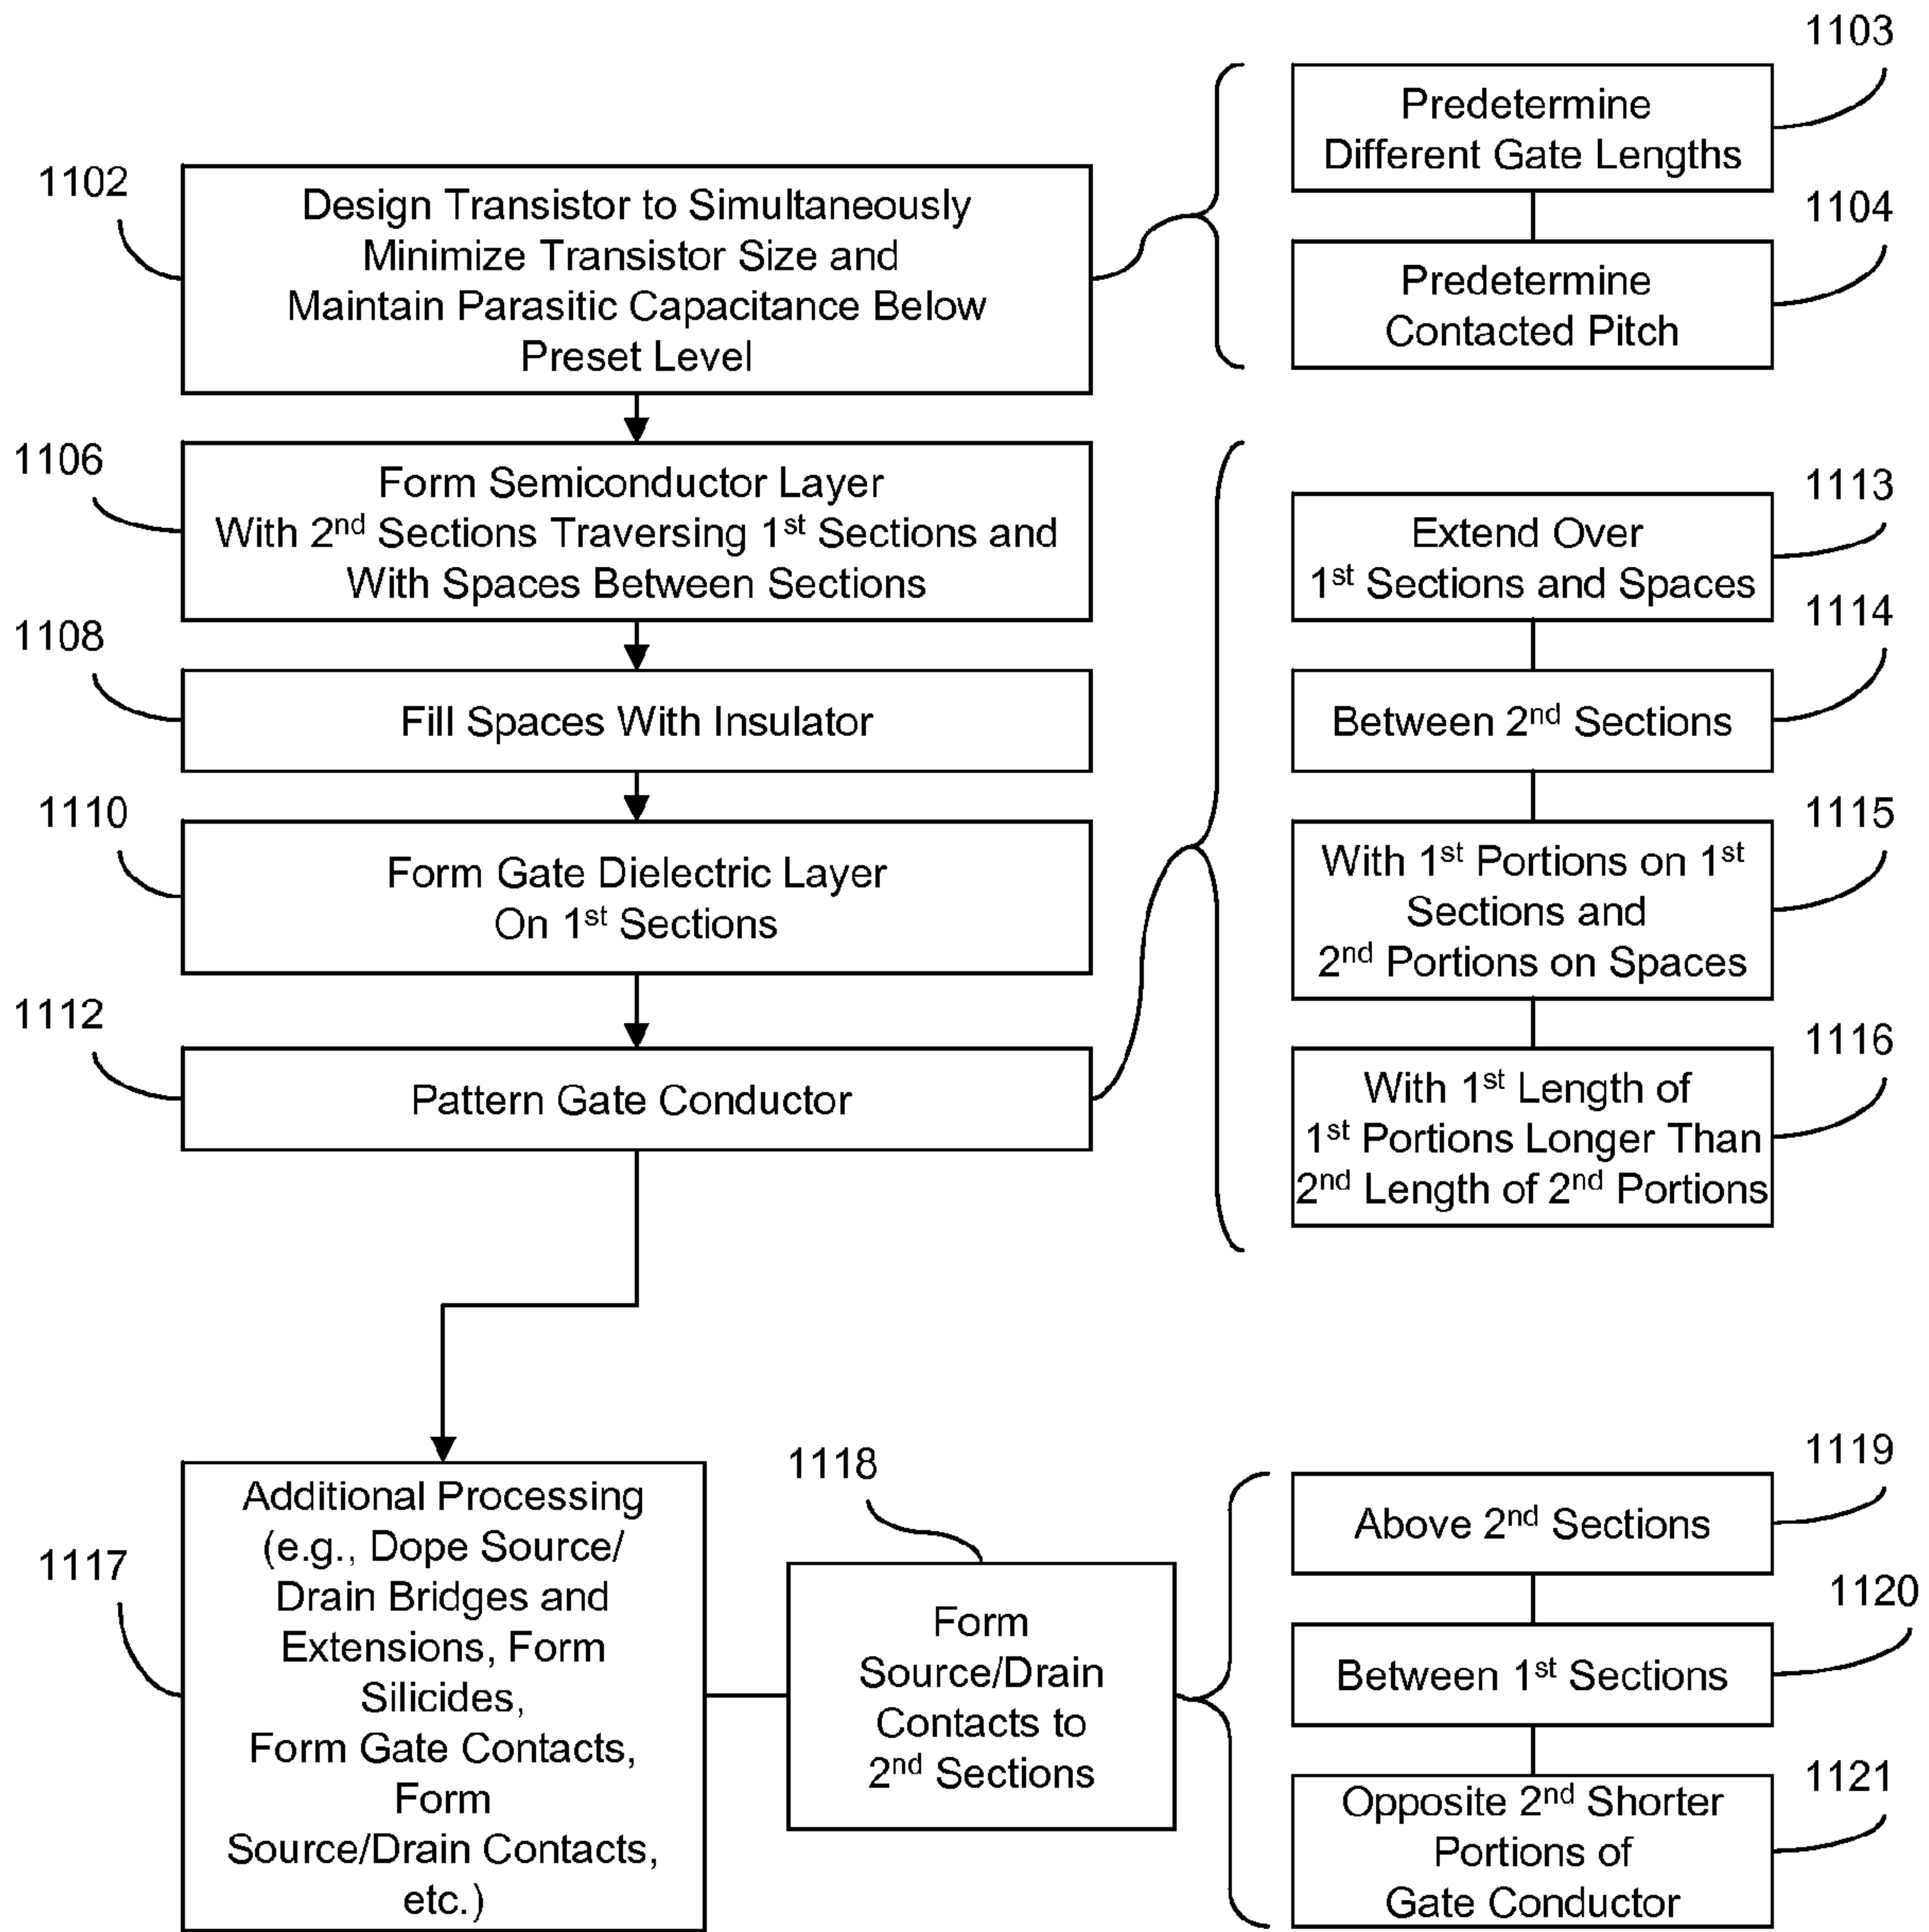 1103
Predetermine
Different Gate Lengths
1102
Design Transistor to Simultaneously
Minimize Transistor Size and
Maintain Parasitic Capacitance Below
Preset Level
1104
Predetermine
Contacted Pitch
1106
Form Semiconductor Layer
With 2nd Sections Traversing 1st Sections and
With Spaces Between Sections
1108
Fill Spaces With Insulator
1110
Form Gate Dielectric Layer
On 1st Sections
1112
Pattern Gate Conductor
1113
Extend Over
1st Sections and Spaces
1114
Between 2nd Sections
1115
With 1st Portions on 1st
Sections and
2nd Portions on Spaces
1116
With 1st Length of
1st Portions Longer Than
2nd Length of 2nd Portions
1117
Additional Processing
(e.g., Dope Source/
Drain Bridges and
Extensions, Form
Silicides,
Form Gate Contacts,
Form
Source/Drain Contacts,
etc.)
1118
Form
Source/Drain
Contacts to
2nd Sections
1119
Above 2nd Sections
1120
Between 1st Sections
1121
Opposite 2nd Shorter
Portions of
Gate Conductor